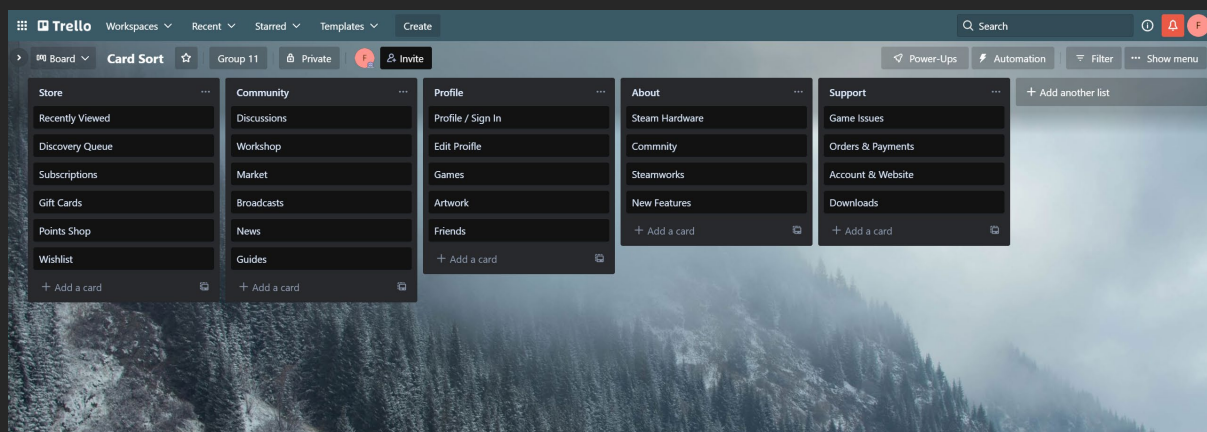 Trello Workspaces Recent Starred Templates Create Search F
Board Card Sort Group 11 Private F Invite Power-Ups Automation Filter Show menu
Store
Recently Viewed
Discovery Queue
Subscriptions
Gift Cards
Points Shop
Wishlist
+ Add a card
Community
Discussions
Workshop
Market
Broadcasts
News
Guides
+ Add a card
Profile
Profile / Sign In
Edit Proifle
Games
Artwork
Friends
+ Add a card
About
Steam Hardware
Commnity
Steamworks
New Features
+ Add a card
Support
Game Issues
Orders & Payments
Account & Website
Downloads
+ Add a card
+ Add another list